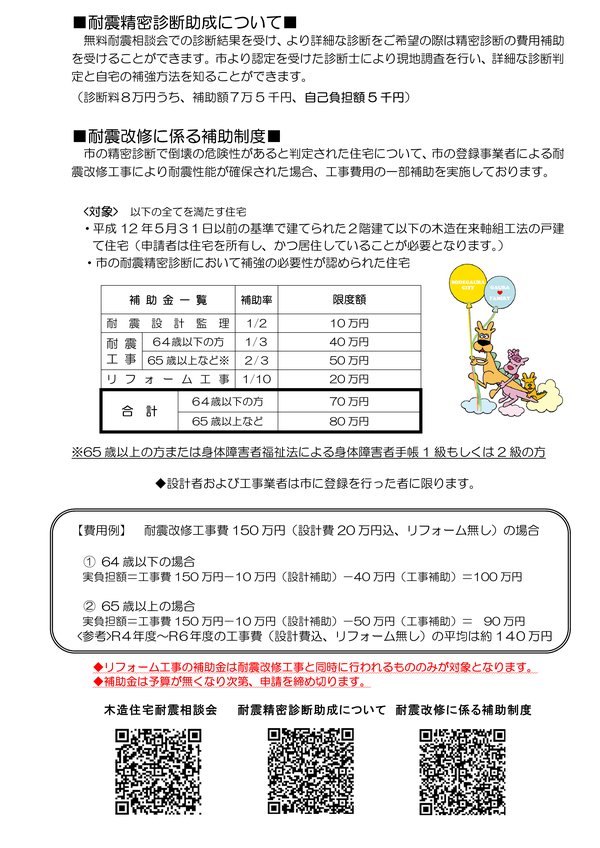 ■耐震精密診断助成について■
無料耐震相談会での診断結果を受け、より詳細な診断をご希望の際は精密診断の費用補助
を受けることができます。市より認定を受けた診断士により現地調査を行い、詳細な診断判
定と自宅の補強方法を知ることができます。
（診断料８万円うち、補助額７万５千円、自己負担額５千円）
■耐震改修に係る補助制度■
市の精密診断で倒壊の危険性があると判定された住宅について、市の登録事業者による耐
震改修工事により耐震性能が確保された場合、工事費用の一部補助を実施しております。
〈対象〉 以下の全てを満たす住宅
・平成１２年５月３１日以前の基準で建てられた２階建て以下の木造在来軸組工法の戸建
て住宅（申請者は住宅を所有し、かつ居住していることが必要となります。）
・市の耐震精密診断において補強の必要性が認められた住宅
補助金一覧 補助率 限度額
耐震設計監理 1/2 10万円
耐震工事 64歳以下の方 1/3 40万円
65歳以上など※ 2/3 50万円
リフォーム工事 1/10 20万円
合計 64歳以下の方 70万円
65歳以上など 80万円
SODEGAURA CITY
GAURA ♥ FAMILY
※65歳以上の方または身体障害者福祉法による身体障害者手帳１級もしくは２級の方
◆設計者および工事業者は市に登録を行った者に限ります。
【費用例】 耐震改修工事費150万円（設計費20万円込、リフォーム無し）の場合
① 64歳以下の場合
実負担額＝工事費150万円－10万円（設計補助）－40万円（工事補助）＝100万円
② 65歳以上の場合
実負担額＝工事費150万円－10万円（設計補助）－50万円（工事補助）＝ 90万円
〈参考〉R４年度～R６年度の工事費（設計費込、リフォーム無し）の平均は約140万円
◆リフォーム工事の補助金は耐震改修工事と同時に行われるもののみが対象となります。
◆補助金は予算が無くなり次第、申請を締め切ります。
木造住宅耐震相談会 耐震精密診断助成について 耐震改修に係る補助制度